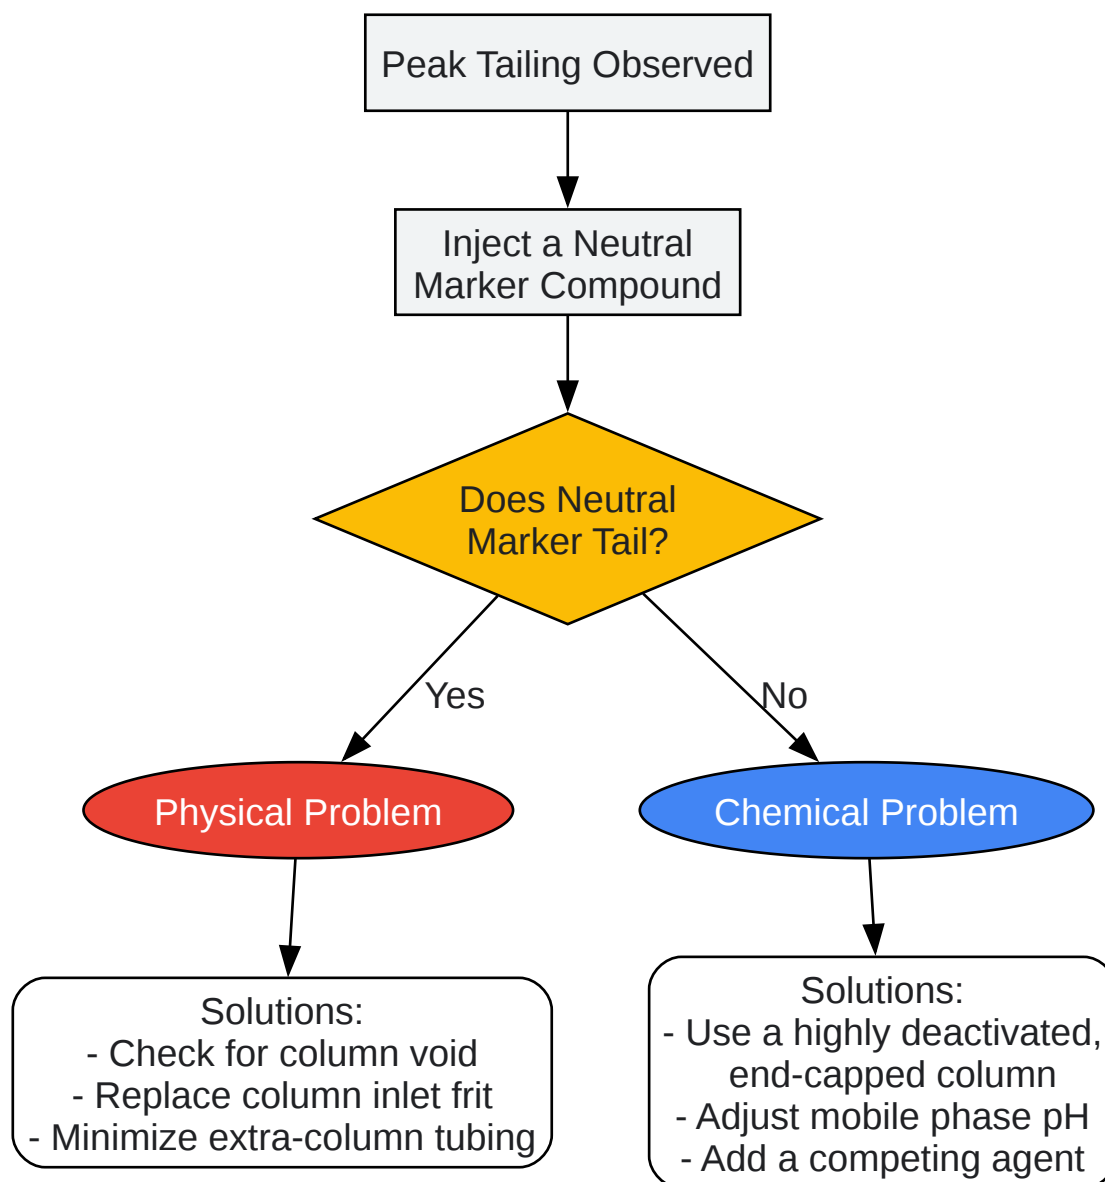 Peak Tailing Observed
Inject a Neutral
Marker Compound
Does Neutral
Marker Tail?
Yes
No
Physical Problem
Chemical Problem
Solutions:
- Check for column void
- Replace column inlet frit
- Minimize extra-column tubing
Solutions:
- Use a highly deactivated,
end-capped column
- Adjust mobile phase pH
- Add a competing agent